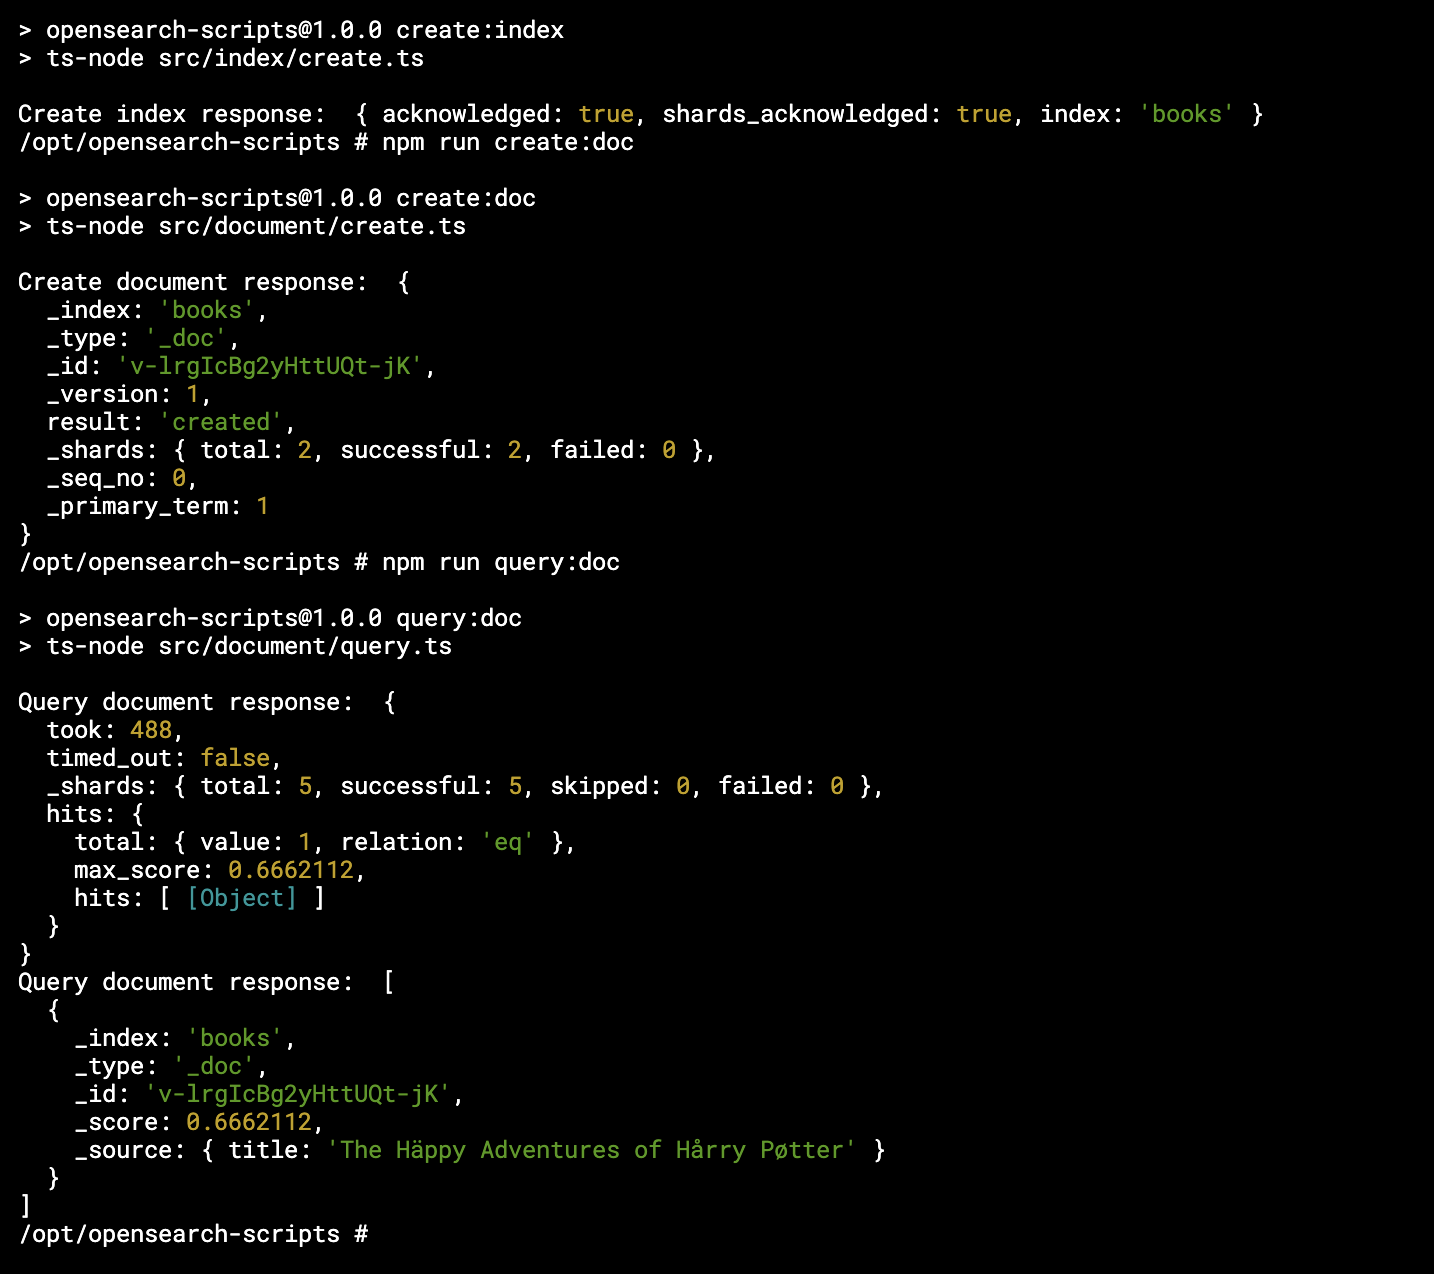 > opensearch-scripts@1.0.0 create:index
> ts-node src/index/create.ts

Create index response:  { acknowledged: true, shards_acknowledged: true, index: 'books' }
/opt/opensearch-scripts # npm run create:doc

> opensearch-scripts@1.0.0 create:doc
> ts-node src/document/create.ts

Create document response:  {
  _index: 'books',
  _type: '_doc',
  _id: 'v-lrgIcBg2yHttUQt-jK',
  _version: 1,
  result: 'created',
  _shards: { total: 2, successful: 2, failed: 0 },
  _seq_no: 0,
  _primary_term: 1
}
/opt/opensearch-scripts # npm run query:doc

> opensearch-scripts@1.0.0 query:doc
> ts-node src/document/query.ts

Query document response:  {
  took: 488,
  timed_out: false,
  _shards: { total: 5, successful: 5, skipped: 0, failed: 0 },
  hits: {
    total: { value: 1, relation: 'eq' },
    max_score: 0.6662112,
    hits: [ [Object] ]
  }
}
Query document response:  [
  {
    _index: 'books',
    _type: '_doc',
    _id: 'v-lrgIcBg2yHttUQt-jK',
    _score: 0.6662112,
    _source: { title: 'The Häppy Adventures of Hårry Pøtter' }
  }
]
/opt/opensearch-scripts #